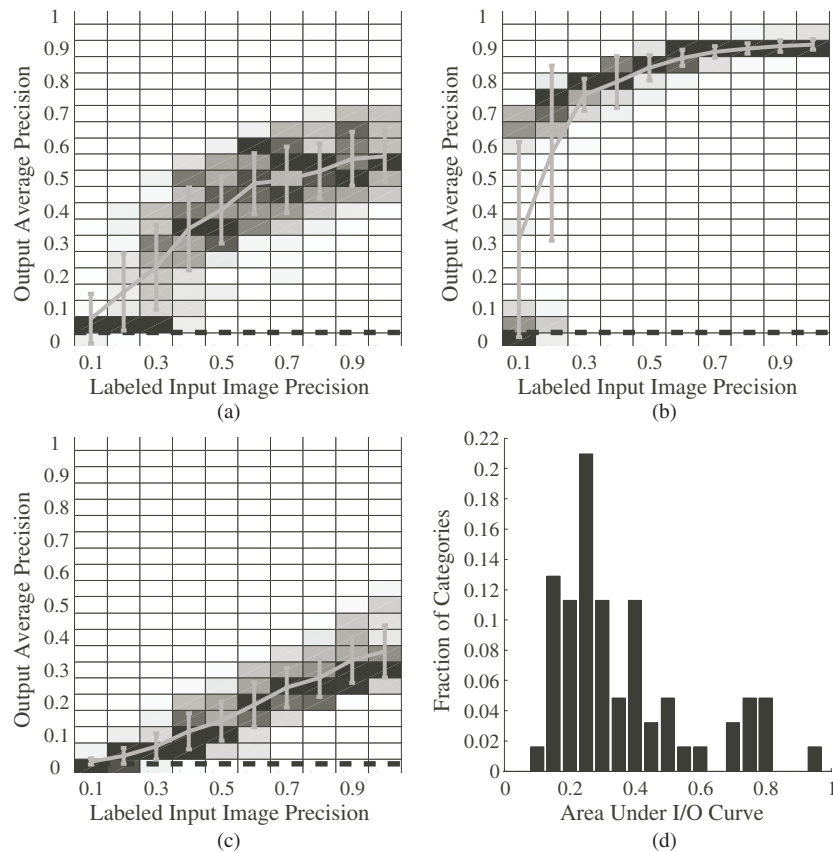 1
0.9
0.8
0.7
0.6
0.5
0.4
0.3
0.2
0.1
0
Output Average Precision
0.1 0.3 0.5 0.7 0.9
Labeled Input Image Precision
(a)
1
0.9
0.8
0.7
0.6
0.5
0.4
0.3
0.2
0.1
0
Output Average Precision
0.1 0.3 0.5 0.7 0.9
Labeled Input Image Precision
(b)
1
0.9
0.8
0.7
0.6
0.5
0.4
0.3
0.2
0.1
0
Output Average Precision
0.1 0.3 0.5 0.7 0.9
Labeled Input Image Precision
(c)
0.22
0.2
0.18
0.16
0.14
0.12
0.1
0.08
0.06
0.04
0.02
0
Fraction of Categories
0 0.2 0.4 0.6 0.8 1
Area Under I/O Curve
(d)